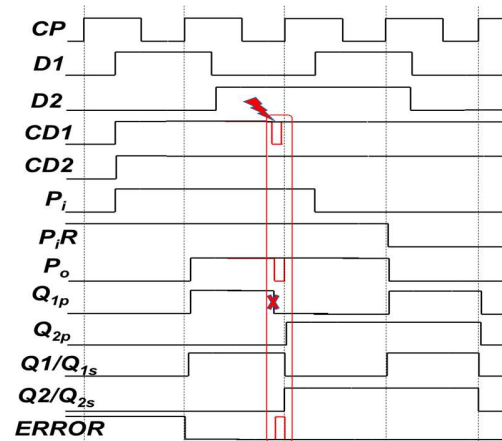 CP
D1
D2
CD1
CD2
Pi
PiR
Po
Q1p
Q2p
Q1/Q1s
Q2/Q2s
ERROR